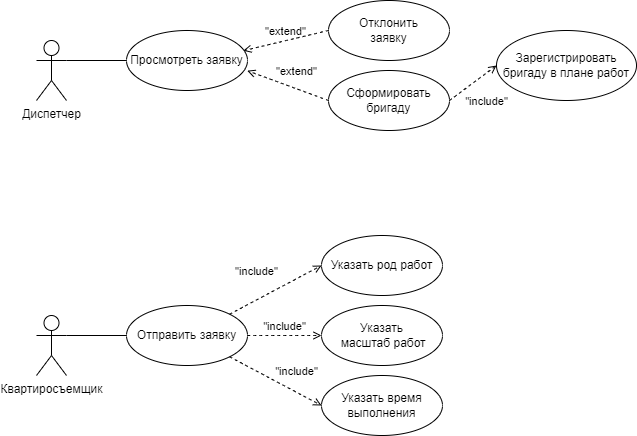 Отклонить
заявку
"extend"
Просмотреть заявку
"extend"
Сформировать
бригаду
Зарегистрировать
бригаду в плане работ
"include"
Диспетчер
Указать род работ
"include"
Отправить заявку
"include"
Указать
масштаб работ
"include"
Указать время
выполнения
Квартиросъемщик